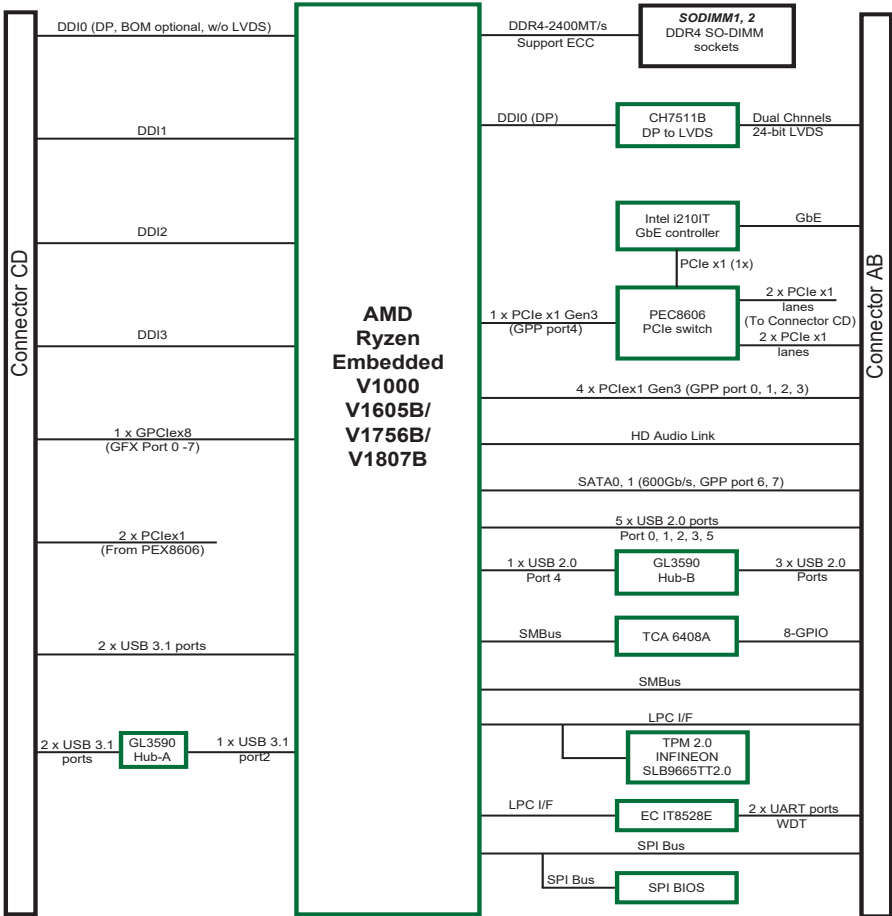 Connector CD
DDI0 (DP, BOM optional, w/o LVDS)
DDI1
DDI2
DDI3
1 x GPCIex8
(GFX Port 0 -7)
2 x PCIex1
(From PEX8606)
2 x USB 3.1 ports
2 x USB 3.1
ports
GL3590
Hub-A
1 x USB 3.1
port2
AMD
Ryzen
Embedded
V1000
V1605B/
V1756B/
V1807B
DDR4-2400MT/s
Support ECC
SODIMM1, 2
DDR4 SO-DIMM
sockets
DDI0 (DP)
CH7511B
DP to LVDS
Dual Chnnels
24-bit LVDS
Intel i210IT
GbE controller
GbE
PCIe x1 (1x)
1 x PCIe x1 Gen3
(GPP port4)
PEC8606
PCIe switch
2 x PCIe x1
lanes
(To Connector CD)
2 x PCIe x1
lanes
4 x PCIex1 Gen3 (GPP port 0, 1, 2, 3)
HD Audio Link
SATA0, 1 (600Gb/s, GPP port 6, 7)
5 x USB 2.0 ports
Port 0, 1, 2, 3, 5
1 x USB 2.0
Port 4
GL3590
Hub-B
3 x USB 2.0
Ports
SMBus
TCA 6408A
8-GPIO
SMBus
LPC I/F
TPM 2.0
INFINEON
SLB9665TT2.0
LPC I/F
EC IT8528E
2 x UART ports
WDT
SPI Bus
SPI Bus
SPI BIOS
Connector AB